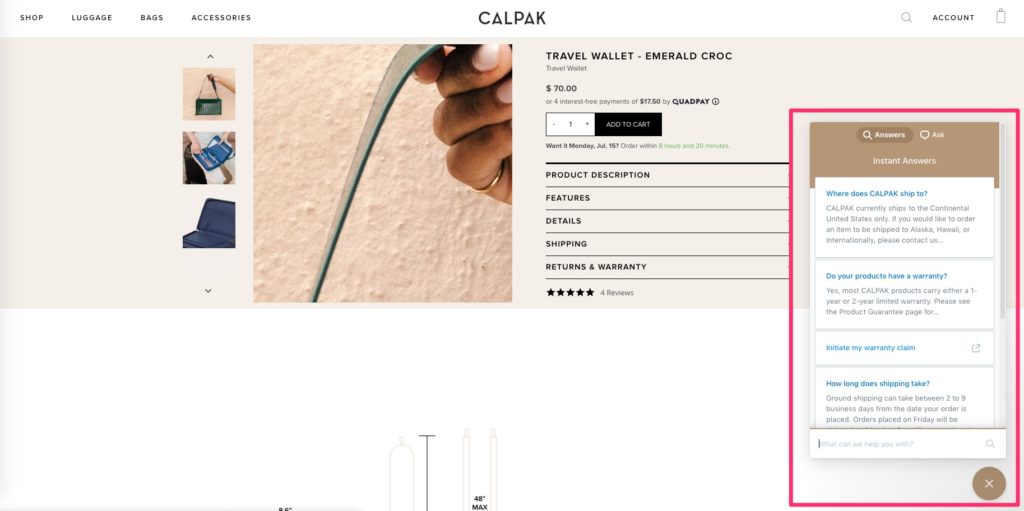 SHOP LUGGAGE BAGS ACCESSORIES CALPAK ACCOUNT
TRAVEL WALLET - EMERALD CROC
Travel Wallet
$ 70.00
or 4 interest-free payments of $17.50 by QUADPAY
- 1 + ADD TO CART
Want it Monday, Jul. 15? Order within 8 hours and 20 minutes.
PRODUCT DESCRIPTION
FEATURES
DETAILS
SHIPPING
RETURNS & WARRANTY
4 Reviews
Answers Ask
Instant Answers
Where does CALPAK ship to?
CALPAK currently ships to the Continental
United States only. If you would like to order
an item to be shipped to Alaska, Hawaii, or
internationally, please contact us...
Do your products have a warranty?
Yes, most CALPAK products carry either a 1-
year or 2-year limited warranty. Please see
the Product Guarantee page for...
Initiate my warranty claim
How long does shipping take?
Ground shipping can take between 2 to 9
business days from the date your order is
placed. Orders placed on Friday will be
What can we help you with?
48"
MAX
8.6"